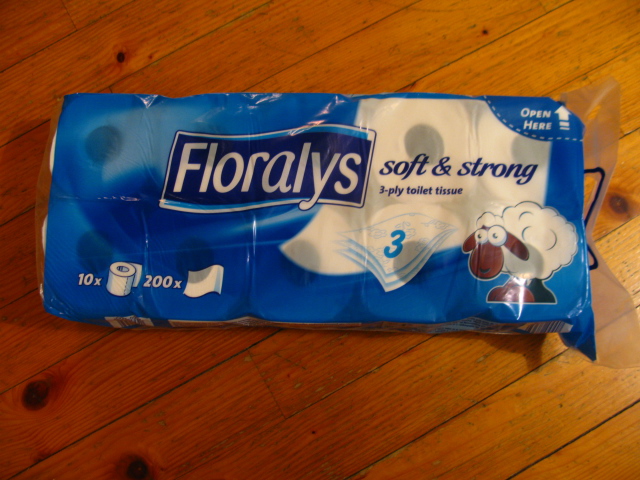 OPEN
HERE
Floralys
soft & strong
3-ply toilet tissue
3
10x 200x